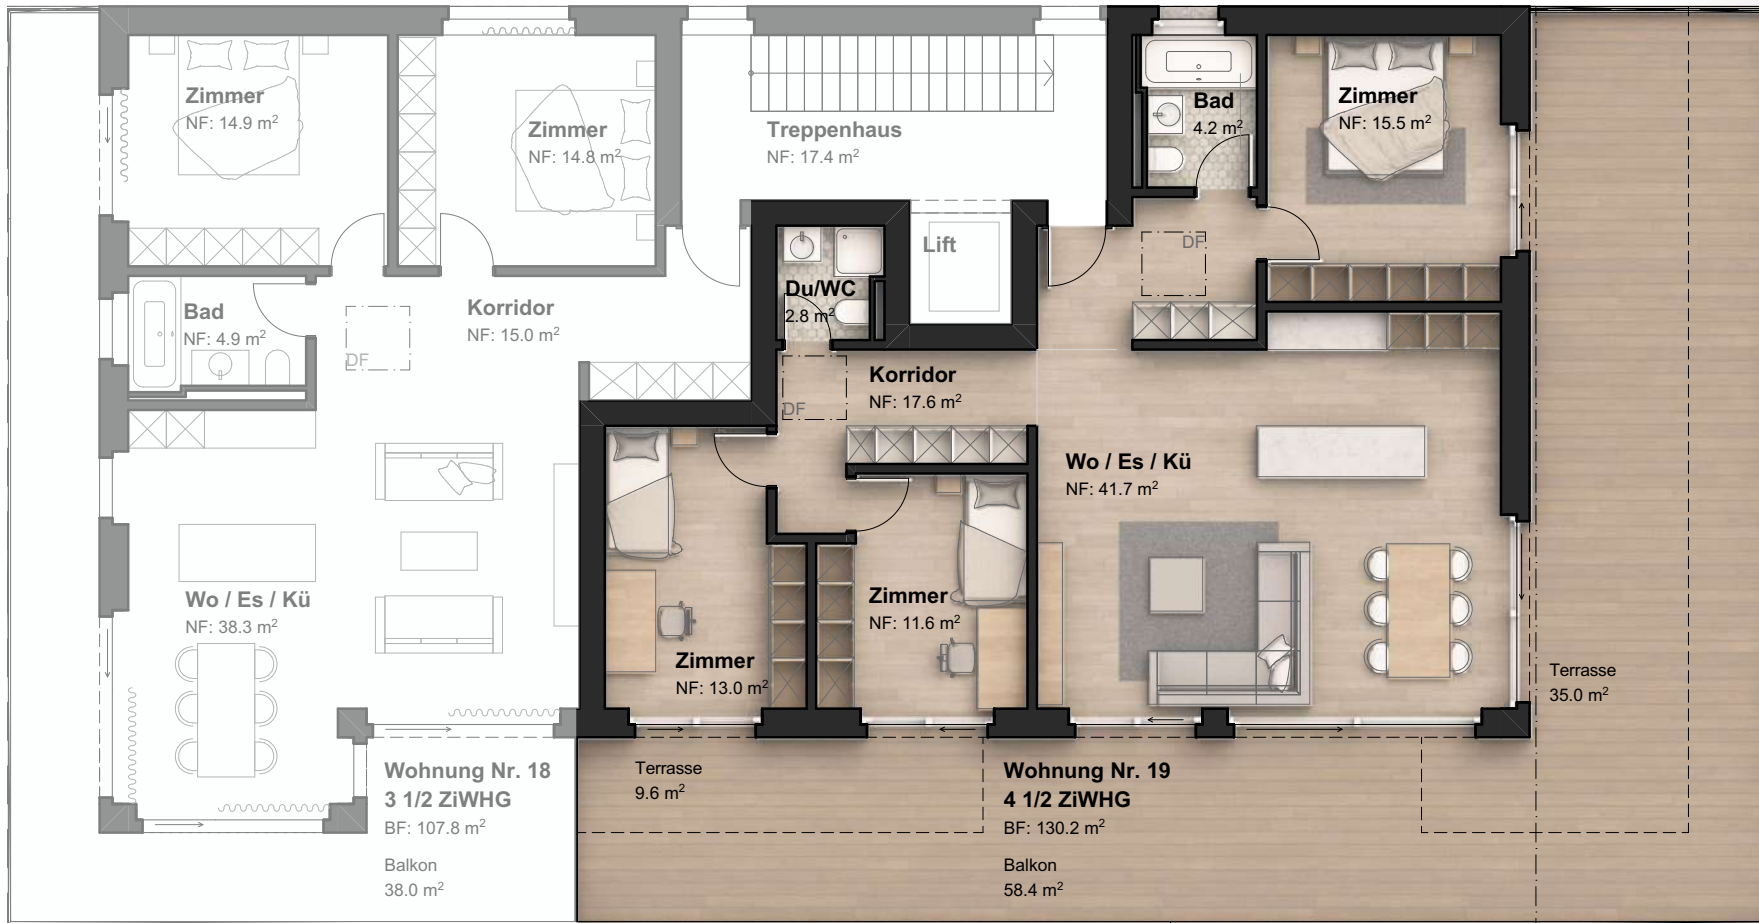 Zimmer
NF: 14.9 m²
Zimmer
NF: 14.8 m²
Treppenhaus
NF: 17.4 m²
Bad
4.2 m²
Zimmer
NF: 15.5 m²
Lift
DF
Du/WC
2.8 m²
Bad
NF: 4.9 m²
Korridor
NF: 15.0 m²
DF
Korridor
NF: 17.6 m²
DF
Wo / Es / Kü
NF: 41.7 m²
Wo / Es / Kü
NF: 38.3 m²
Zimmer
NF: 11.6 m²
Zimmer
NF: 13.0 m²
Terrasse
35.0 m²
Wohnung Nr. 18
3 1/2 ZiWHG
BF: 107.8 m²
Balkon
38.0 m²
Terrasse
9.6 m²
Wohnung Nr. 19
4 1/2 ZiWHG
BF: 130.2 m²
Balkon
58.4 m²